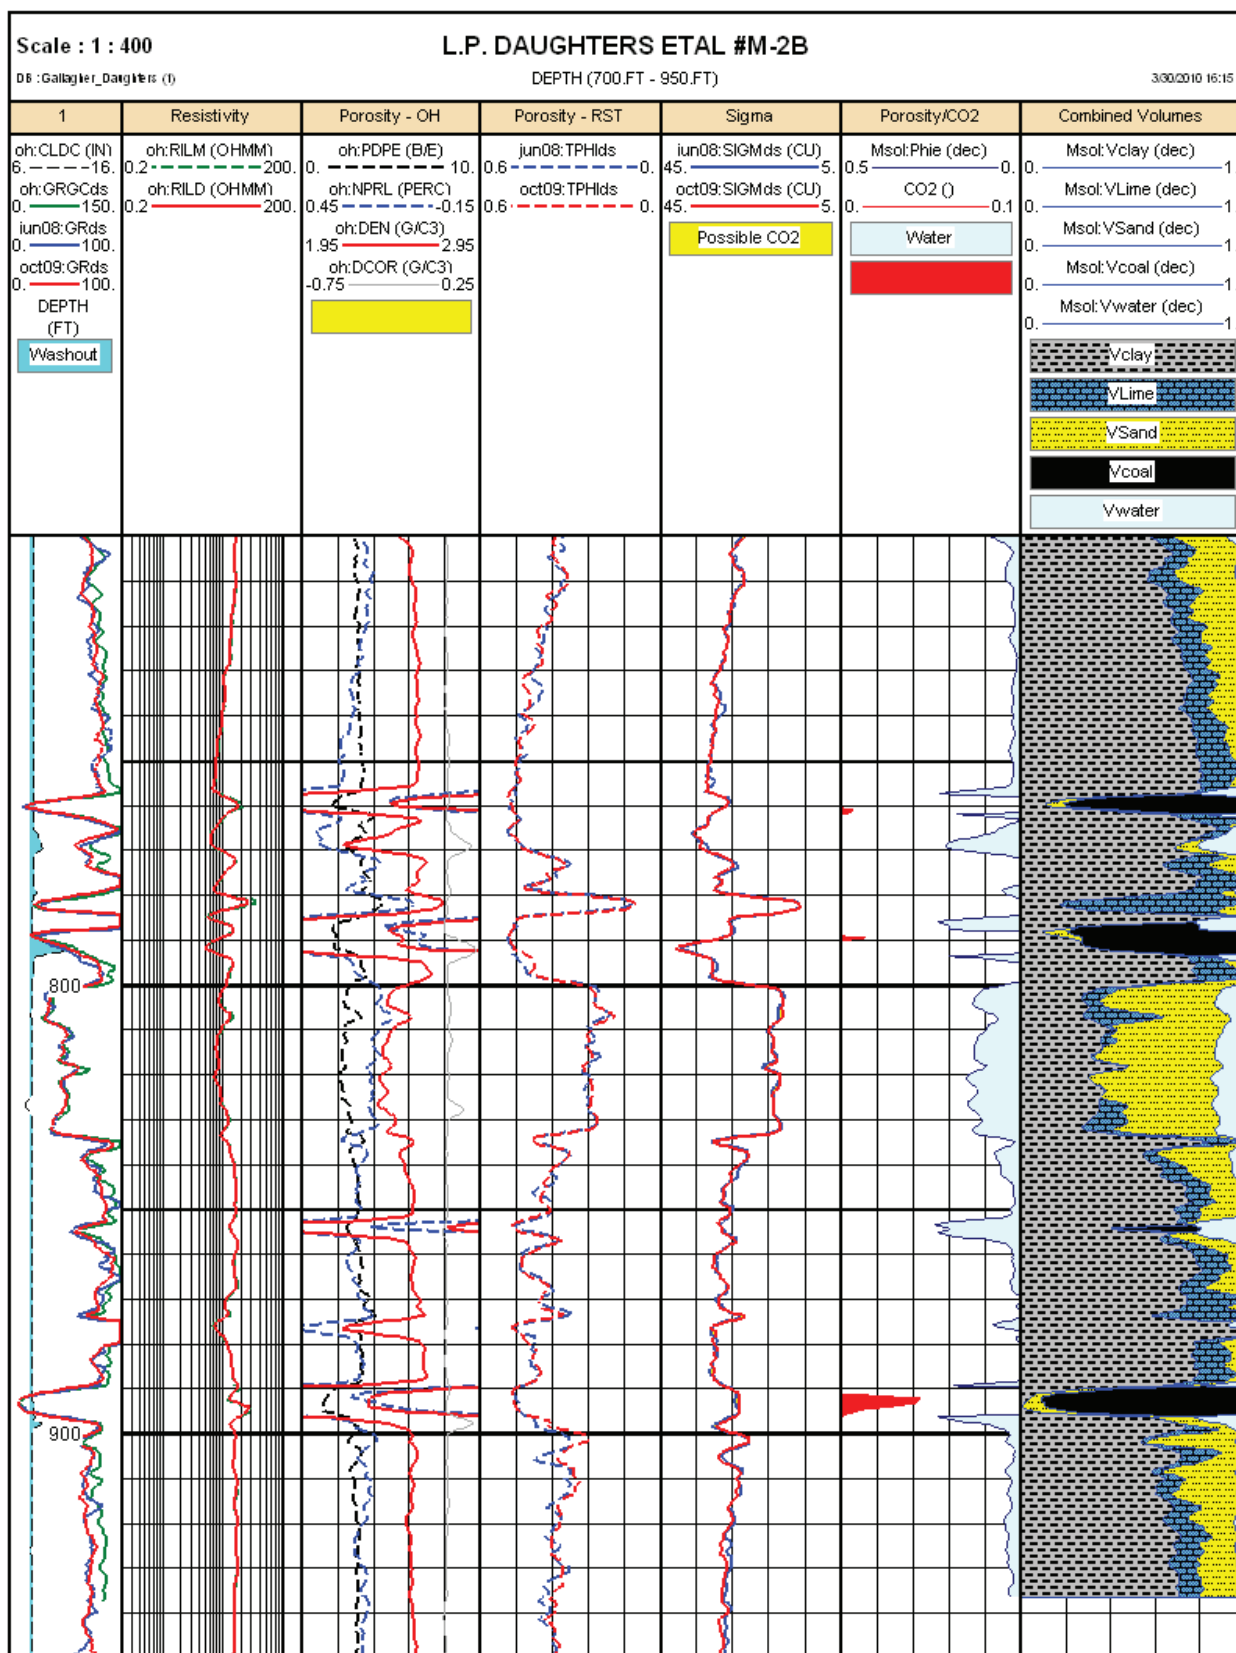 Scale : 1 : 400
L.P. DAUGHTERS ETAL #M-2B
DB : Gallagher_Daughters (1)
DEPTH (700.FT - 950.FT)
3/30/2010 16:15
1
Resistivity
Porosity - OH
Porosity - RST
Sigma
Porosity/CO2
Combined Volumes
oh:CLDC (IN)
6. 16.
oh:GRGCds
0. 150.
jun08:GRds
0. 100.
oct09:GRds
0. 100.
DEPTH
(FT)
Washout
oh:RILM (OHMM)
0.2 200.
oh:RILD (OHMM)
0.2 200.
oh:PDPE (B/E)
0. 10.
oh:NPRL (PERC)
0.45 -0.15
oh:DEN (G/C3)
1.95 2.95
oh:DCOR (G/C3)
-0.75 0.25
jun08:TPHIds
0.6 0.
oct09:TPHIds
0.6 0.
jun08:SIGMds (CU)
45. 5.
oct09:SIGMds (CU)
45. 5.
Possible CO2
Msol:Phie (dec)
0.5 0.
CO2 ()
0. 0.1
Water
Msol:Vclay (dec)
0. 1.
Msol:VLime (dec)
0. 1.
Msol:VSand (dec)
0. 1.
Msol:Vcoal (dec)
0. 1.
Msol:Vwater (dec)
0. 1.
Vclay
VLime
VSand
Vcoal
Vwater
800
900